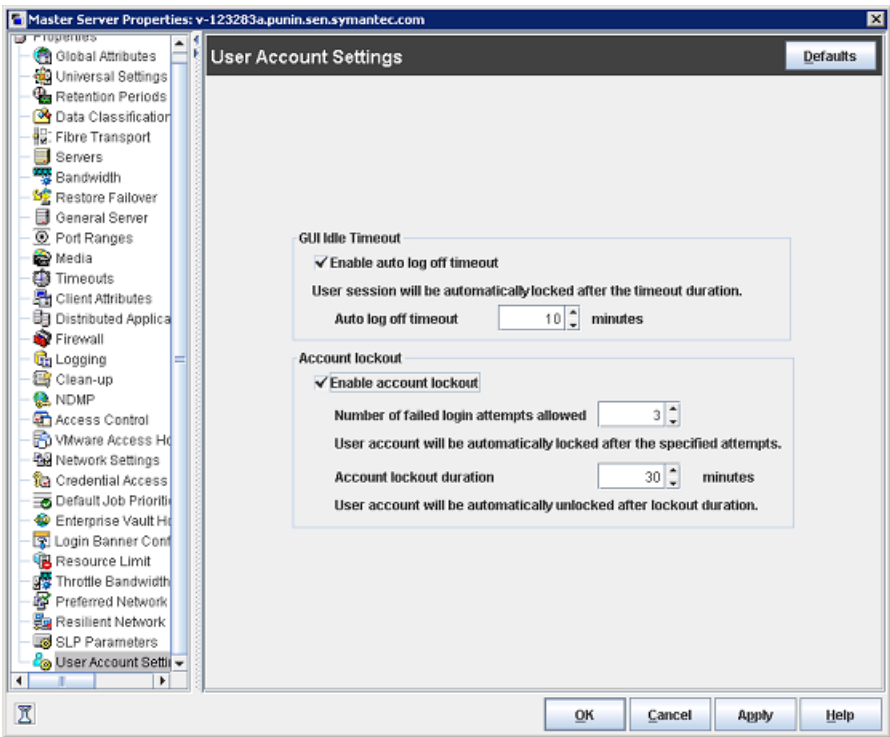 Master Server Properties: v-123283a.punin.sen.symantec.com
Properties
Global Attributes
Universal Settings
Retention Periods
Data Classification
Fibre Transport
Servers
Bandwidth
Restore Failover
General Server
Port Ranges
Media
Timeouts
Client Attributes
Distributed Applica
Firewall
Logging
Clean-up
NDMP
Access Control
VMware Access Ho
Network Settings
Credential Access
Default Job Prioriti
Enterprise Vault Ho
Login Banner Conf
Resource Limit
Throttle Bandwidth
Preferred Network
Resilient Network
SLP Parameters
User Account Setti
User Account Settings
Defaults
GUI Idle Timeout
Enable auto log off timeout
User session will be automatically locked after the timeout duration.
Auto log off timeout 10 minutes
Account lockout
Enable account lockout
Number of failed login attempts allowed 3
User account will be automatically locked after the specified attempts.
Account lockout duration 30 minutes
User account will be automatically unlocked after lockout duration.
OK Cancel Apply Help